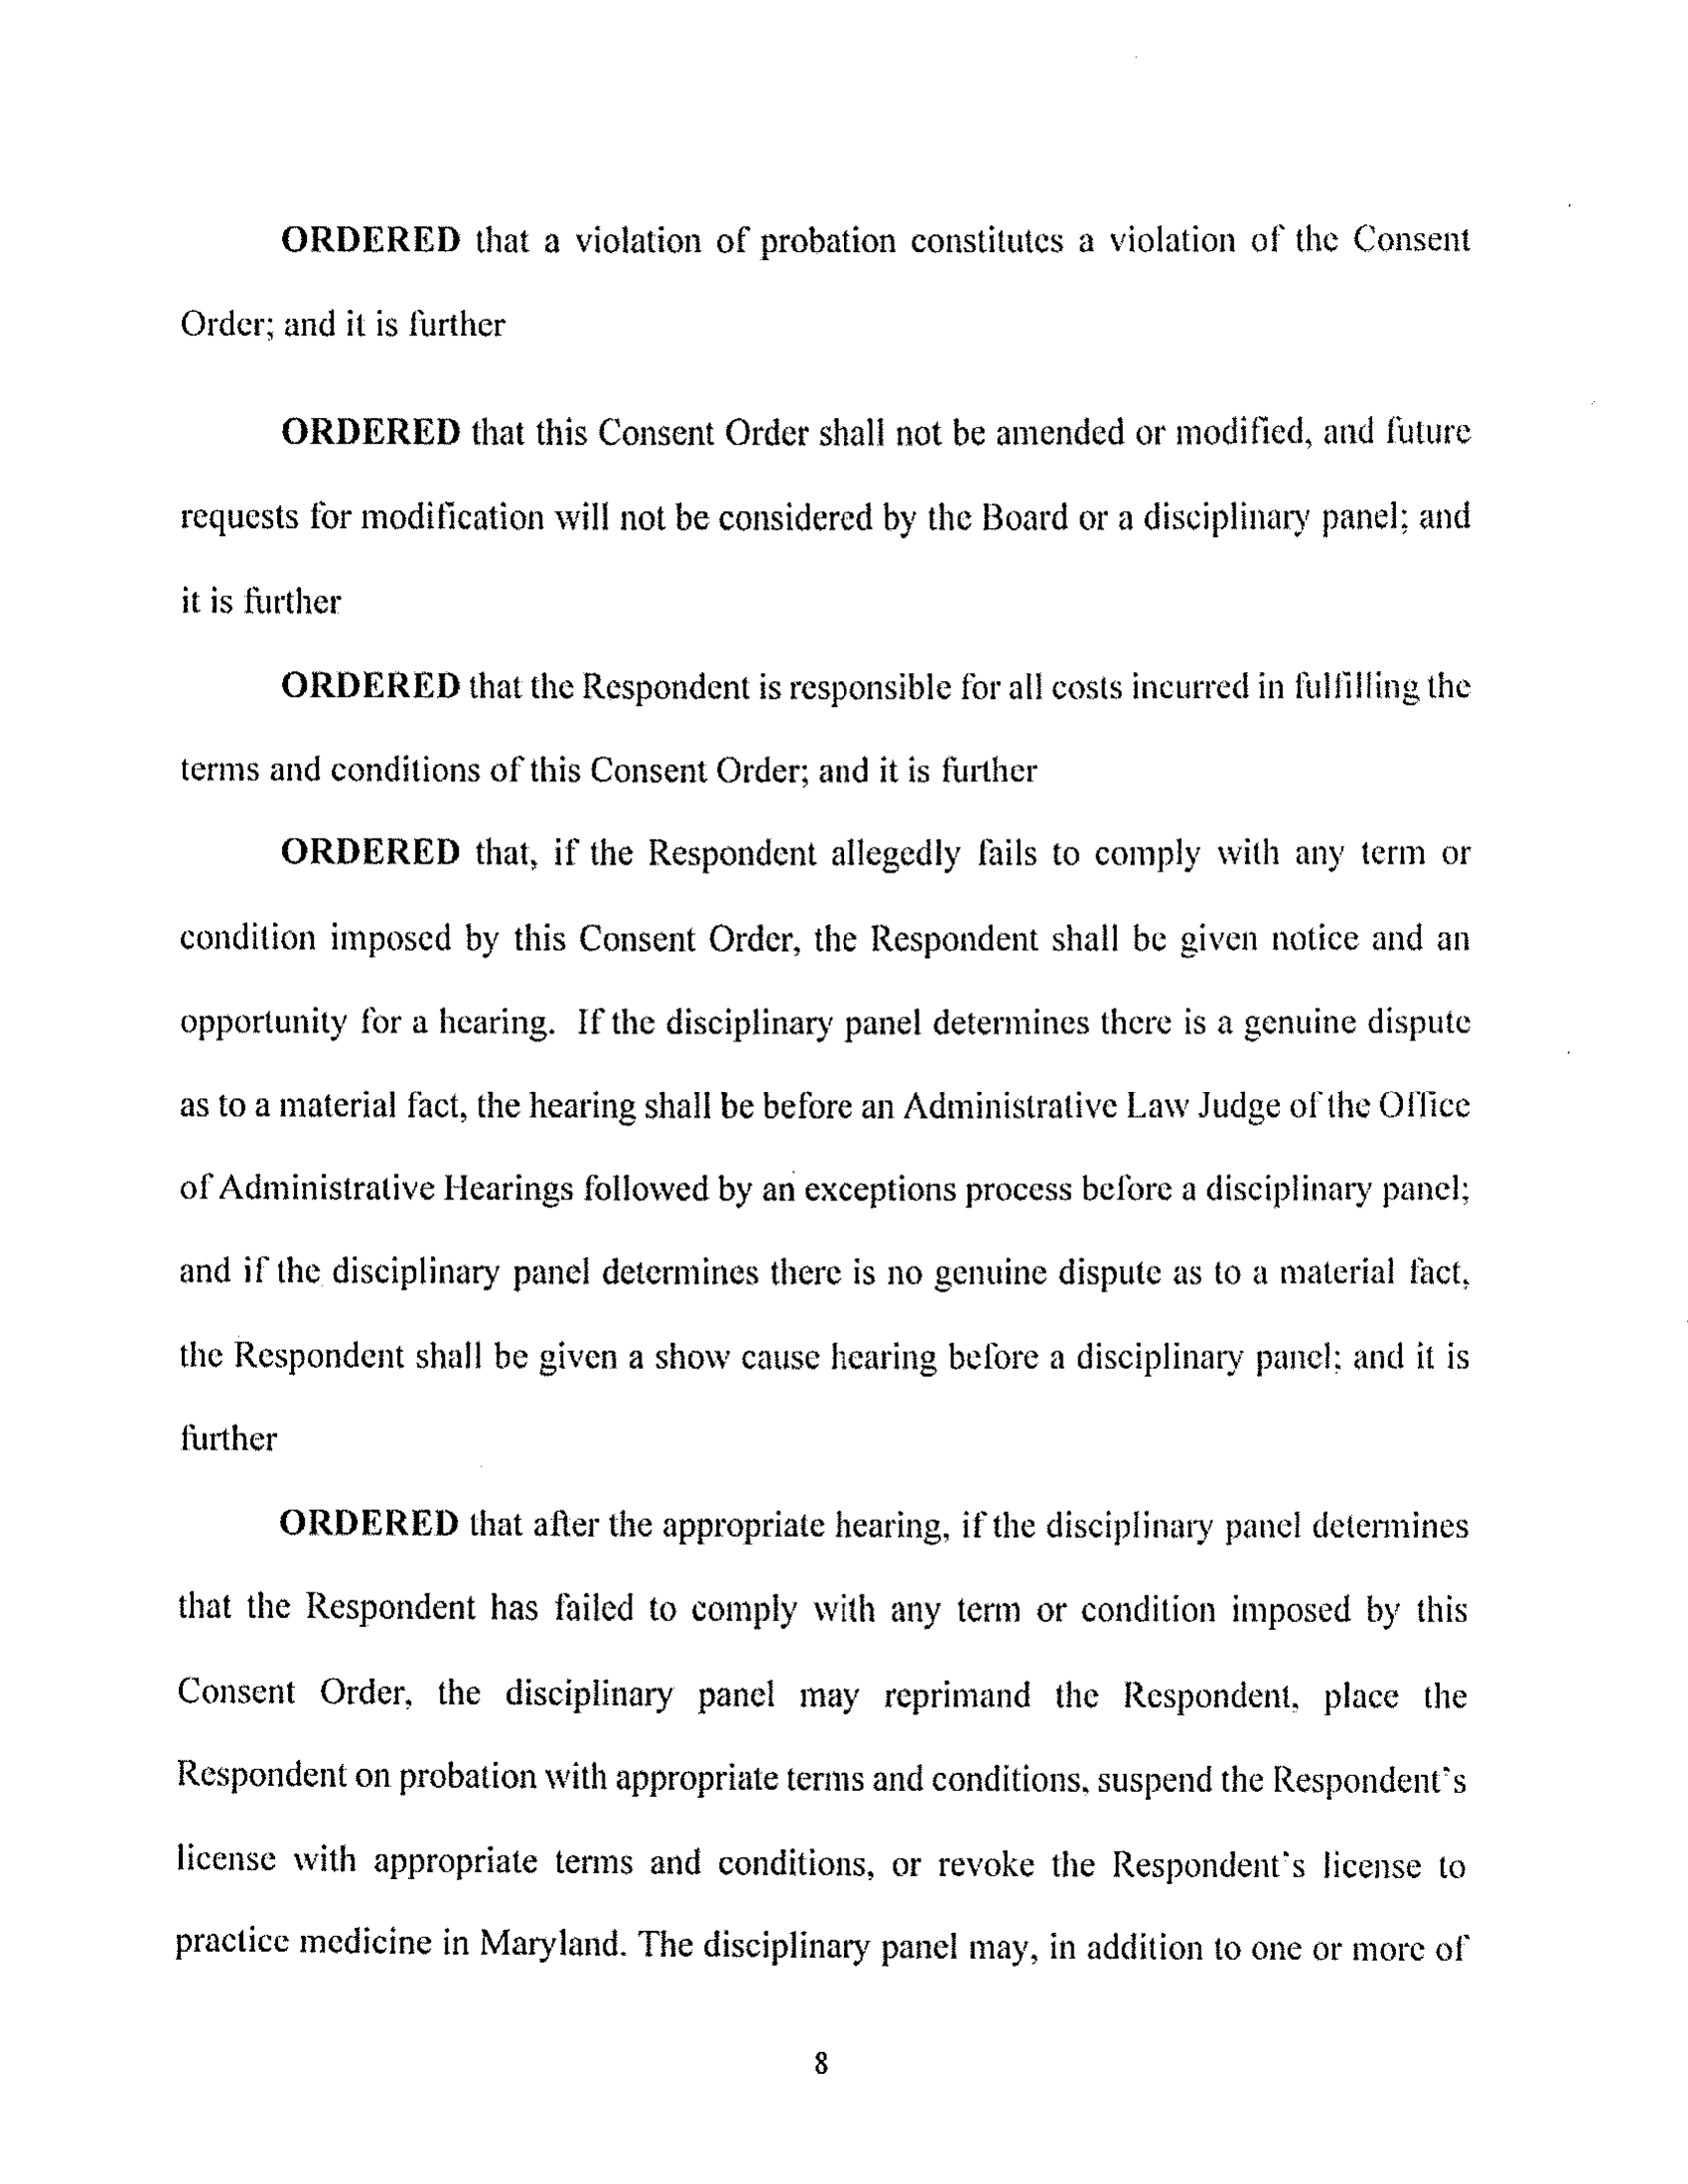 ORDERED that a violation of probation constitutes a violation of the Consent
Order; and it is further
ORDERED that this Consent Order shall not be amended or modified, and future
requests for modification will not be considered by the Board or a disciplinary panel; and
it is further
ORDERED that the Respondent is responsible for all costs incurred in fulfilling the
terms and conditions of this Consent Order; and it is further
ORDERED that, if the Respondent allegedly fails to comply with any term or
condition imposed by this Consent Order, the Respondent shall be given notice and an
opportunity for a hearing. If the disciplinary panel determines there is a genuine dispute
as to a material fact, the hearing shall be before an Administrative Law Judge of the Office
of Administrative Hearings followed by an exceptions process before a disciplinary panel;
and if the disciplinary panel determines there is no genuine dispute as to a material fact,
the Respondent shall be given a show cause hearing before a disciplinary panel; and it is
further
ORDERED that after the appropriate hearing, if the disciplinary panel determines
that the Respondent has failed to comply with any term or condition imposed by this
Consent Order, the disciplinary panel may reprimand the Respondent, place the
Respondent on probation with appropriate terms and conditions, suspend the Respondent's
license with appropriate terms and conditions, or revoke the Respondent's license to
practice medicine in Maryland. The disciplinary panel may, in addition to one or more of
8